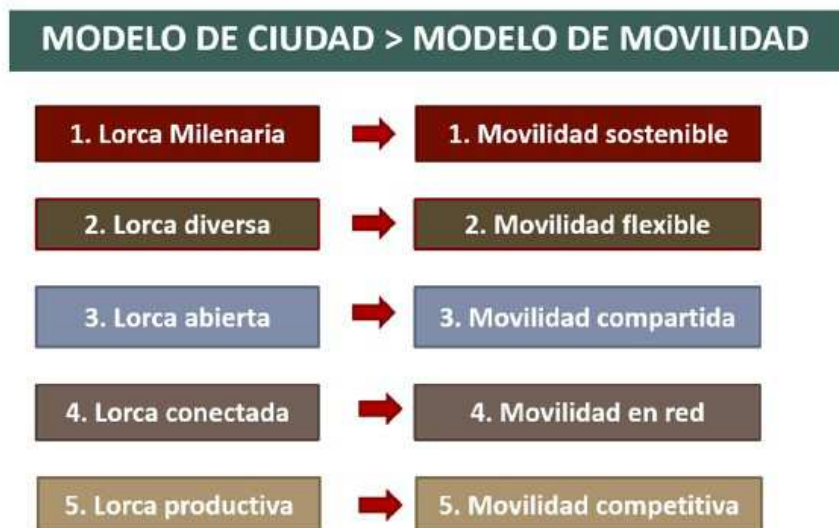 MODELO DE CIUDAD > MODELO DE MOVILIDAD
1. Lorca Milenaria
1. Movilidad sostenible
2. Lorca diversa
2. Movilidad flexible
3. Lorca abierta
3. Movilidad compartida
4. Lorca conectada
4. Movilidad en red
5. Lorca productiva
5. Movilidad competitiva